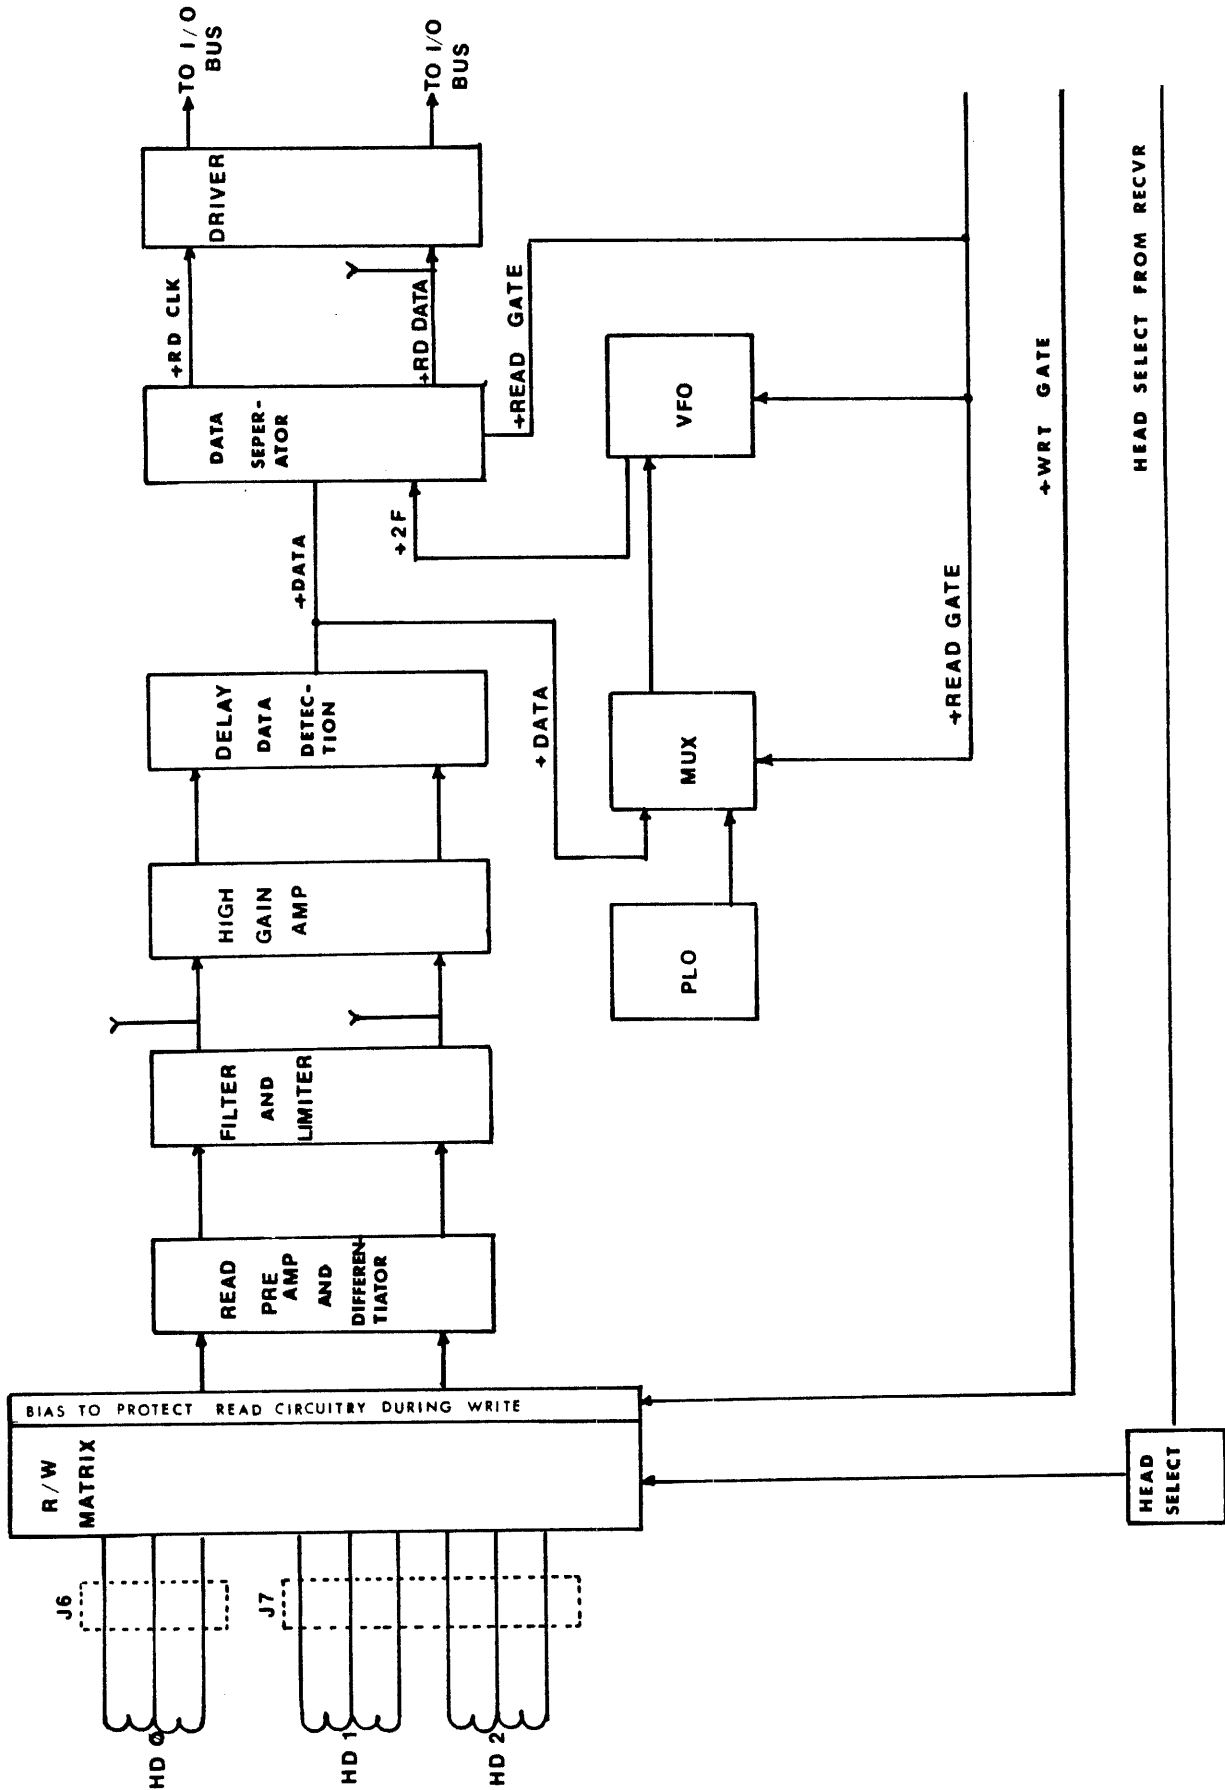 HD 0
HD 1
HD 2
J6
J7
R/W
MATRIX
BIAS TO PROTECT READ CIRCUITRY DURING WRITE
READ
PRE
AMP
AND
DIFFEREN-
TIATOR
FILTER
AND
LIMITER
HIGH
GAIN
AMP
DELAY
DATA
DETEC-
TION
+DATA
DATA
SEPER-
ATOR
+RD CLK
+RD DATA
DRIVER
TO I/O
BUS
TO I/O
BUS
+2F
+READ GATE
+DATA
PLO
MUX
VFO
+READ GATE
+WRT GATE
HEAD SELECT FROM RECVR
HEAD
SELECT